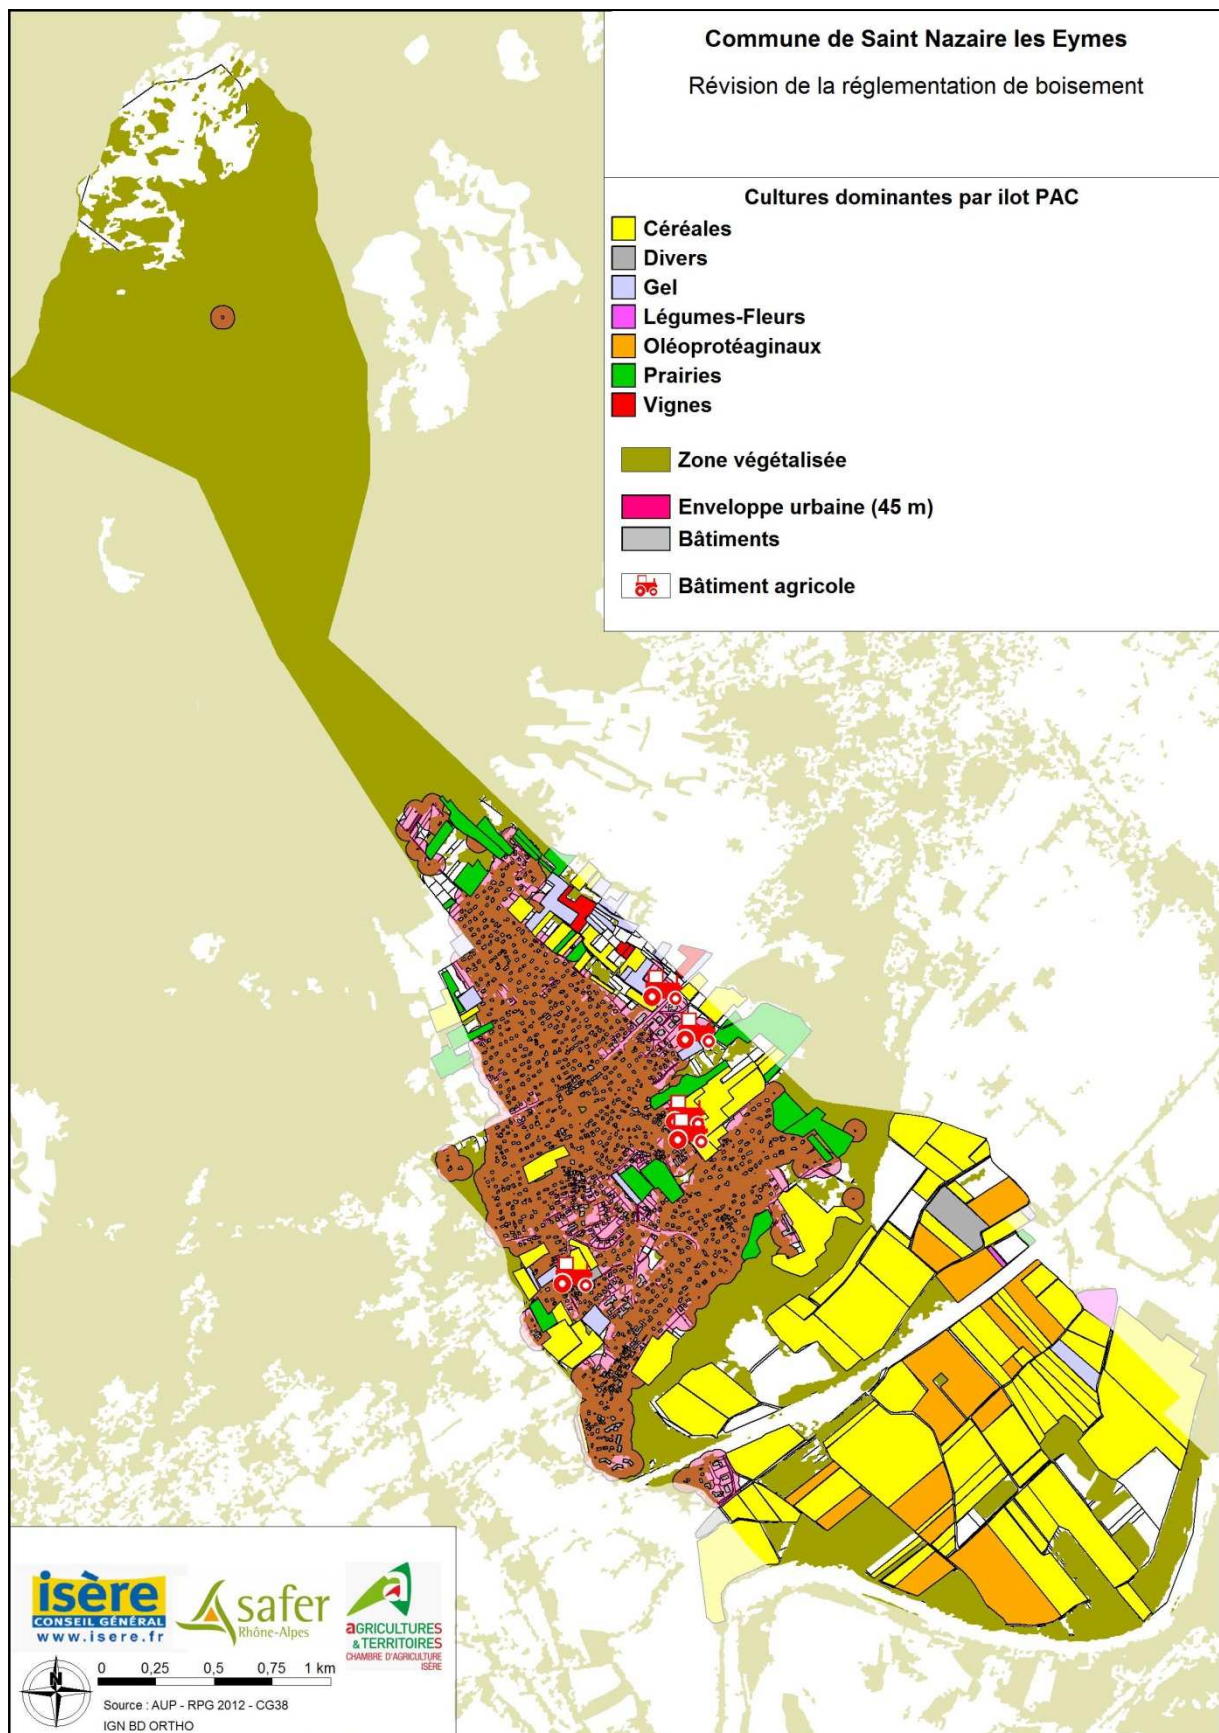 Commune de Saint Nazaire les Eymes
Révision de la réglementation de boisement
Cultures dominantes par ilot PAC
Céréales
Divers
Gel
Légumes-Fleurs
Oléoprotéaginaux
Prairies
Vignes
Zone végétalisée
Enveloppe urbaine (45 m)
Bâtiments
Bâtiment agricole
isère
CONSEIL GÉNÉRAL
www.isere.fr
safer
Rhône-Alpes
a
aGRICULTURES
& TERRITOIRES
CHAMBRE D'AGRICULTURE
ISÈRE
N
0 0,25 0,5 0,75 1 km
Source : AUP - RPG 2012 - CG38
IGN BD ORTHO